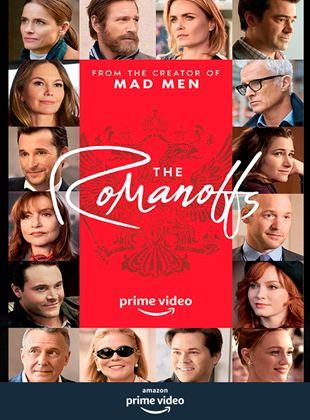 FROM THE CREATOR OF
MAD MEN
THE
Romanoffs
prime video
amazon
prime video